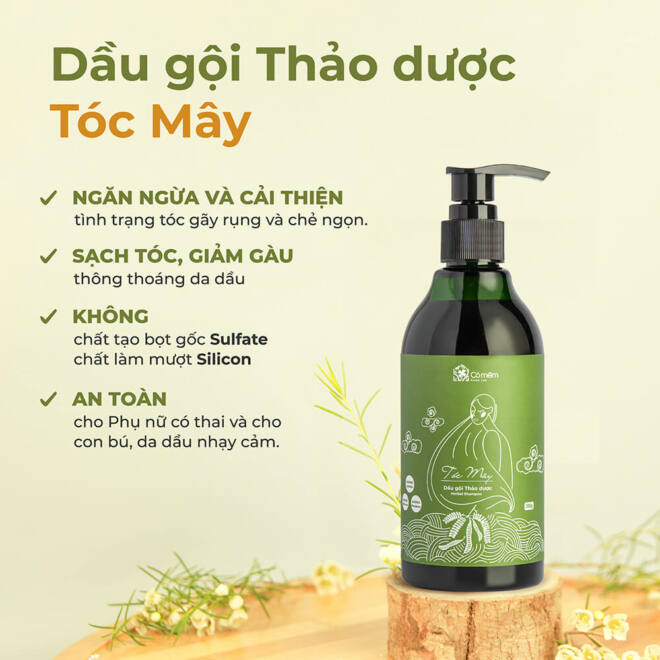 Dầu gội Thảo dược
Tóc Mây
NGĂN NGỪA VÀ CẢI THIỆN
tình trạng tóc gãy rụng và chẻ ngọn.
SẠCH TÓC, GIẢM GÀU
thông thoáng da dầu
KHÔNG
chất tạo bọt gốc Sulfate
chất làm mượt Silicon
AN TOÀN
cho Phụ nữ có thai và cho
con bú, da dầu nhạy cảm.
Cỏ mềm
Tóc Mây
Dầu gội Thảo dược
Herbal Shampoo